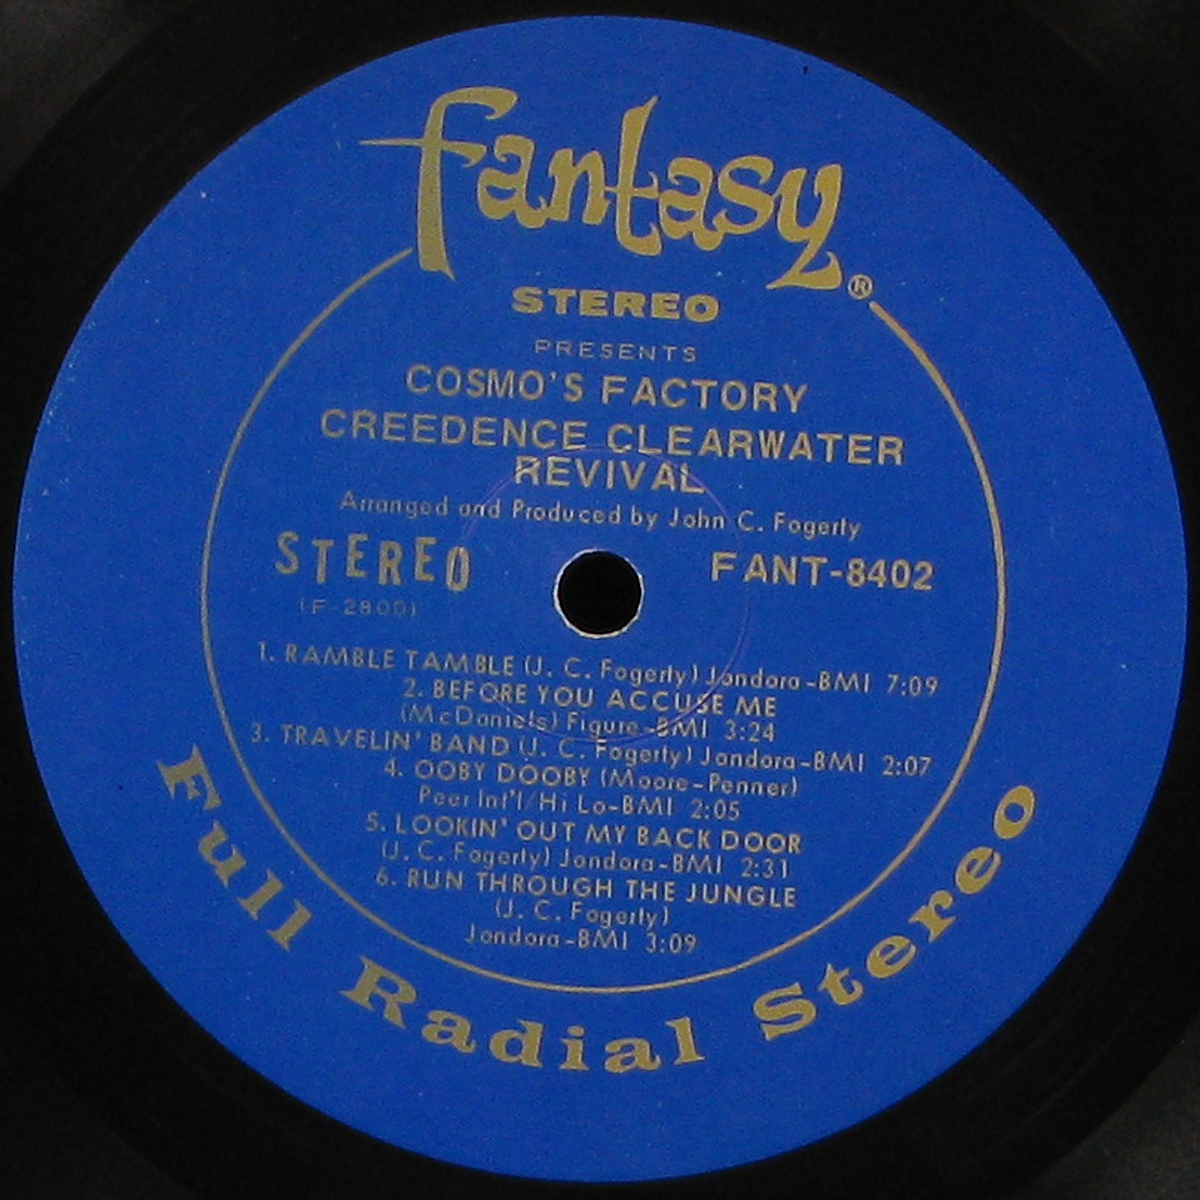 fantasy®
STEREO
PRESENTS
COSMO'S FACTORY
CREEDENCE CLEARWATER
REVIVAL
Arranged and Produced by John C. Fogerty
STEREO FANT-8402
(F-2800)
1. RAMBLE TAMBLE (J. C. Fogerty) Jondora-BMI 7:09
2. BEFORE YOU ACCUSE ME
(McDaniels) Figure-BMI 3:24
3. TRAVELIN' BAND (J. C. Fogerty) Jondora-BMI 2:07
4. OOBY DOOBY (Moore-Penner)
Peer Int'l/Hi Lo-BMI 2:05
5. LOOKIN' OUT MY BACK DOOR
(J. C. Fogerty) Jondora-BMI 2:31
6. RUN THROUGH THE JUNGLE
(J. C. Fogerty)
Jondora-BMI 3:09
Full Radial Stereo